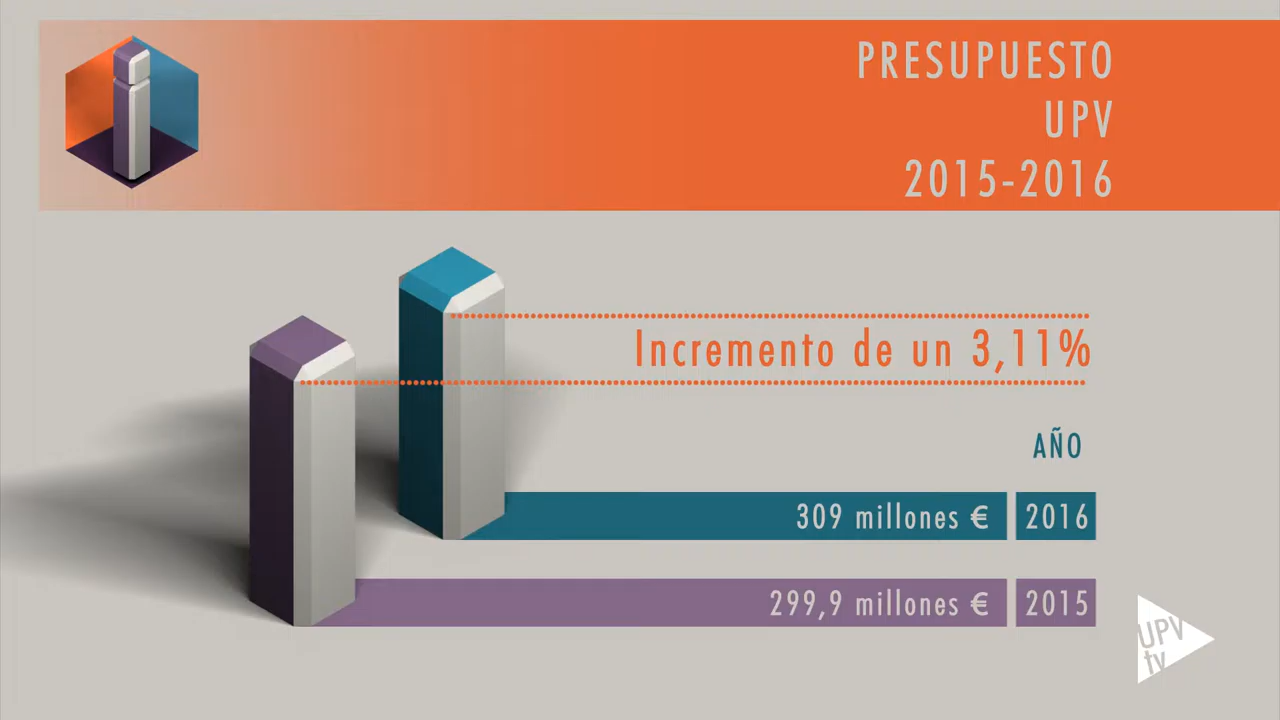 PRESUPUESTO
UPV
2015-2016
Incremento de un 3,11%
AÑO
309 millones € 2016
299,9 millones € 2015
UPV
tv